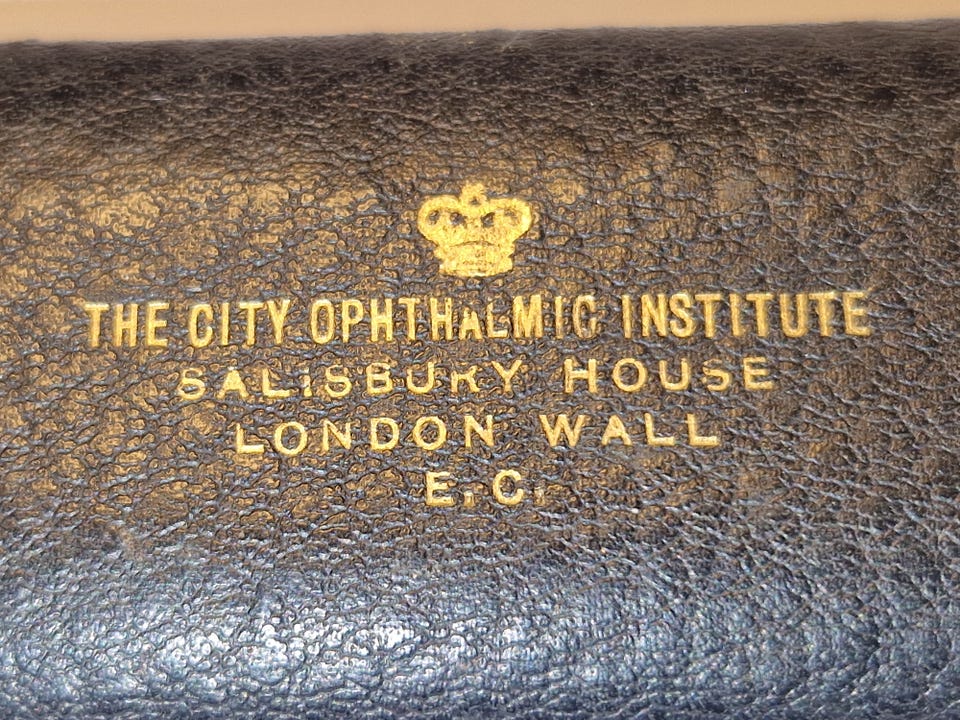 THE CITY OPHTHALMIC INSTITUTE
SALISBURY HOUSE
LONDON WALL
E.C.